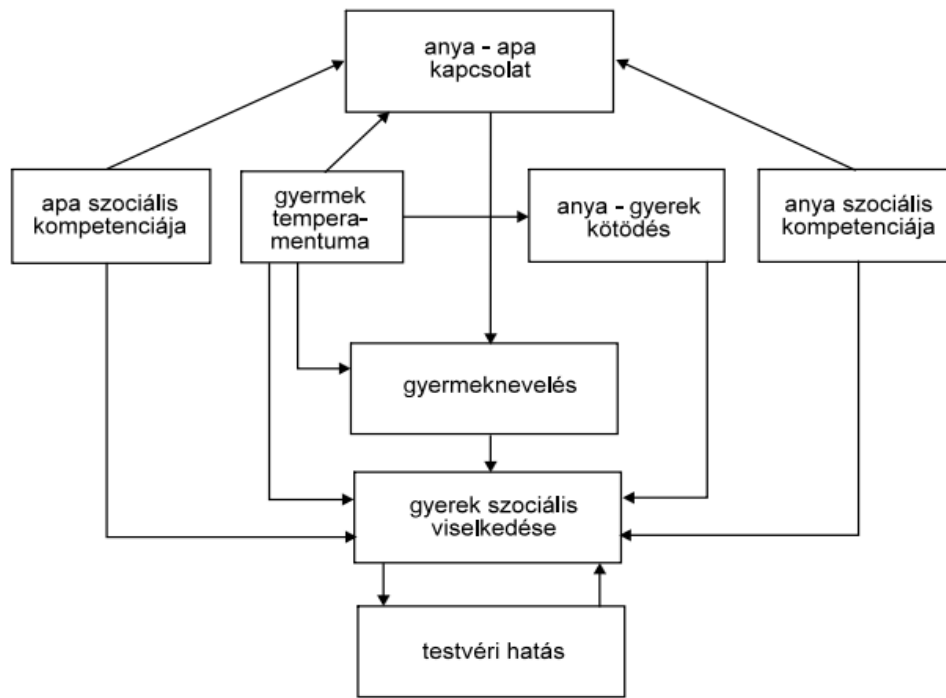 anya - apa
kapcsolat
apa szociális
kompetenciája
gyermek
tempera-
mentuma
anya - gyerek
kötödés
anya szociális
kompetenciája
gyermeknevelés
gyerek szociális
viselkedése
testvéri hatás